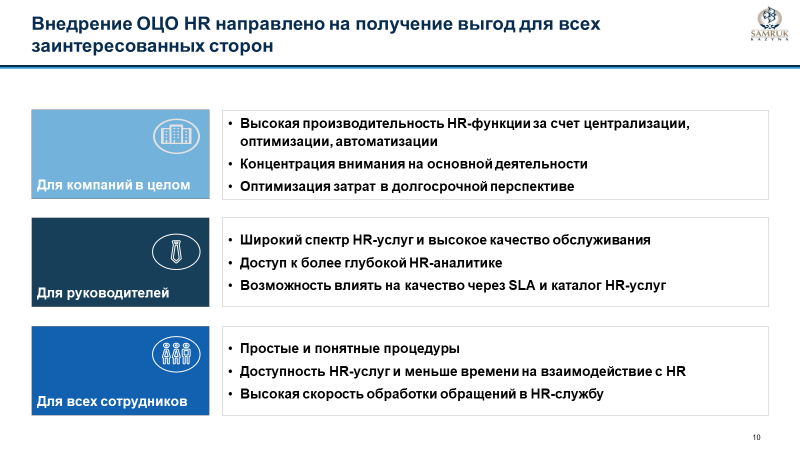 Внедрение ОЦО HR направлено на получение выгод для всех
заинтересованных сторон
SAMRUK
KAZYNA
Для компаний в целом
• Высокая производительность HR-функции за счет централизации,
оптимизации, автоматизации
• Концентрация внимания на основной деятельности
• Оптимизация затрат в долгосрочной перспективе
Для руководителей
• Широкий спектр HR-услуг и высокое качество обслуживания
• Доступ к более глубокой HR-аналитике
• Возможность влиять на качество через SLA и каталог HR-услуг
Для всех сотрудников
• Простые и понятные процедуры
• Доступность HR-услуг и меньше времени на взаимодействие с HR
• Высокая скорость обработки обращений в HR-службу
10